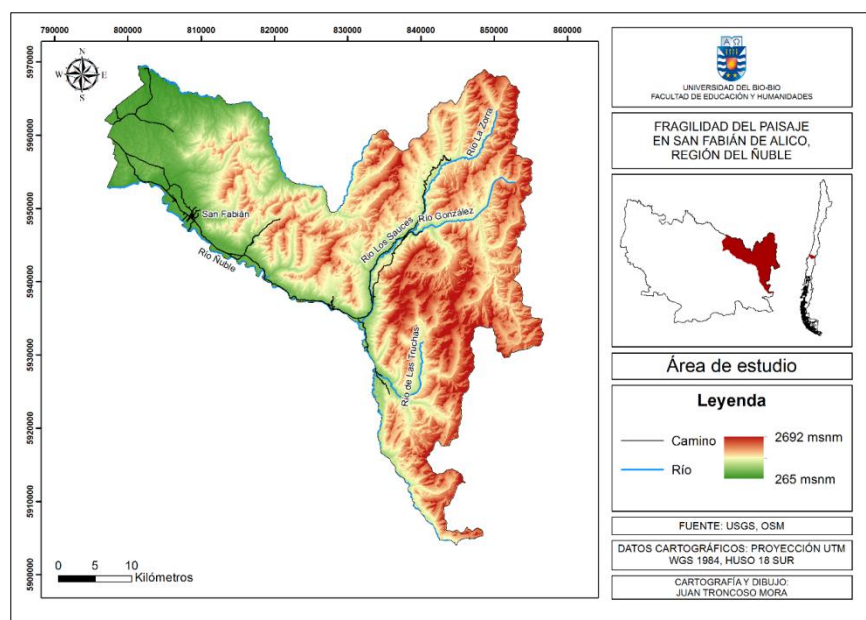 790000
800000
810000
820000
830000
840000
850000
860000
5970000
5960000
5950000
5940000
5930000
5920000
5910000
5900000
N
W
E
S
Río La Zorra
Río González
Río Los Sauces
San Fabián
Río Ñuble
Río de Las Truchas
0 5 10
Kilómetros
UNIVERSIDAD DEL BIO-BIO
FACULTAD DE EDUCACIÓN Y HUMANIDADES
FRAGILIDAD DEL PAISAJE
EN SAN FABIÁN DE ALICO,
REGIÓN DEL ÑUBLE
Área de estudio
Leyenda
Camino
Río
2692 msnm
265 msnm
FUENTE: USGS, OSM
DATOS CARTOGRÁFICOS: PROYECCIÓN UTM
WGS 1984, HUSO 18 SUR
CARTOGRAFÍA Y DIBUJO:
JUAN TRONCOSO MORA